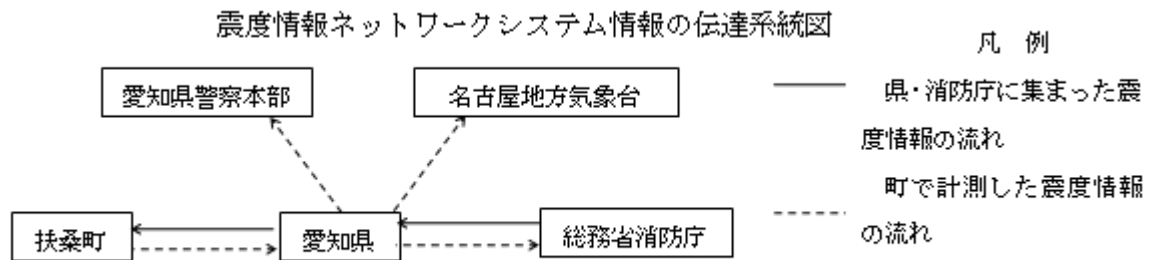 震度情報ネットワークシステム情報の伝達系統図
凡　例
愛知県警察本部
名古屋地方気象台
県・消防庁に集まった震
度情報の流れ
町で計測した震度情報
の流れ
扶桑町
愛知県
総務省消防庁